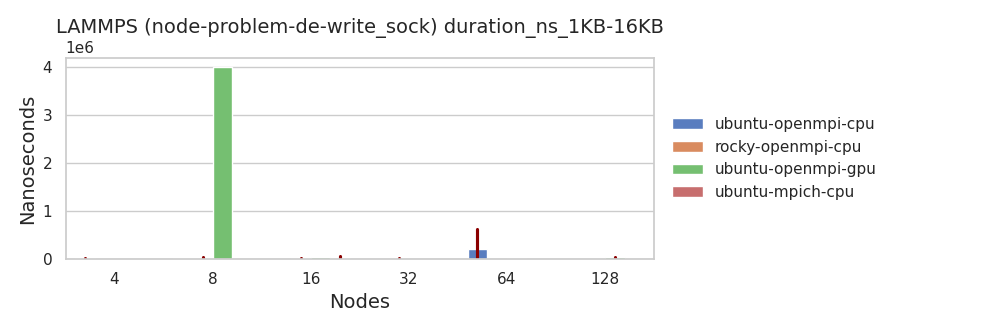 LAMMPS (node-problem-de-write_sock) duration_ns_1KB-16KB
1e6
4
3
2
1
0
Nanoseconds
4 8 16 32 64 128
Nodes
ubuntu-openmpi-cpu
rocky-openmpi-cpu
ubuntu-openmpi-gpu
ubuntu-mpich-cpu